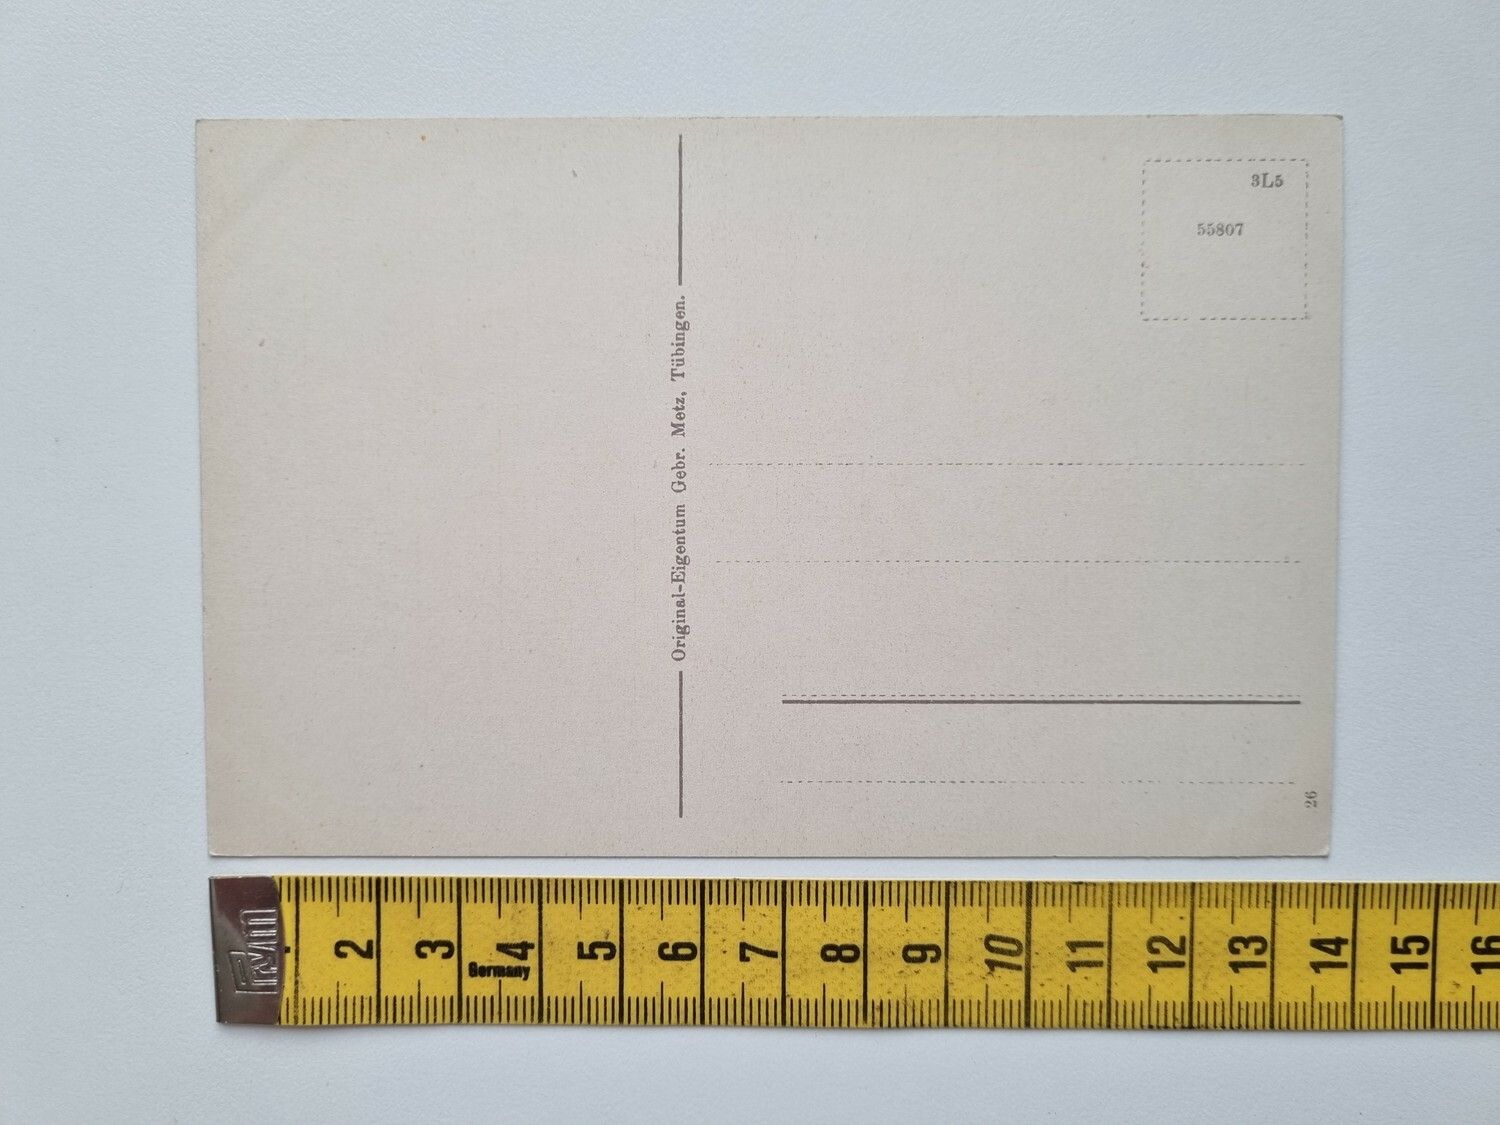 3L5
55807
Original-Eigentum Gebr. Metz, Tübingen.
26
Prym
2 3 4 5 6 7 8 9 10 11 12 13 14 15 16
Germany